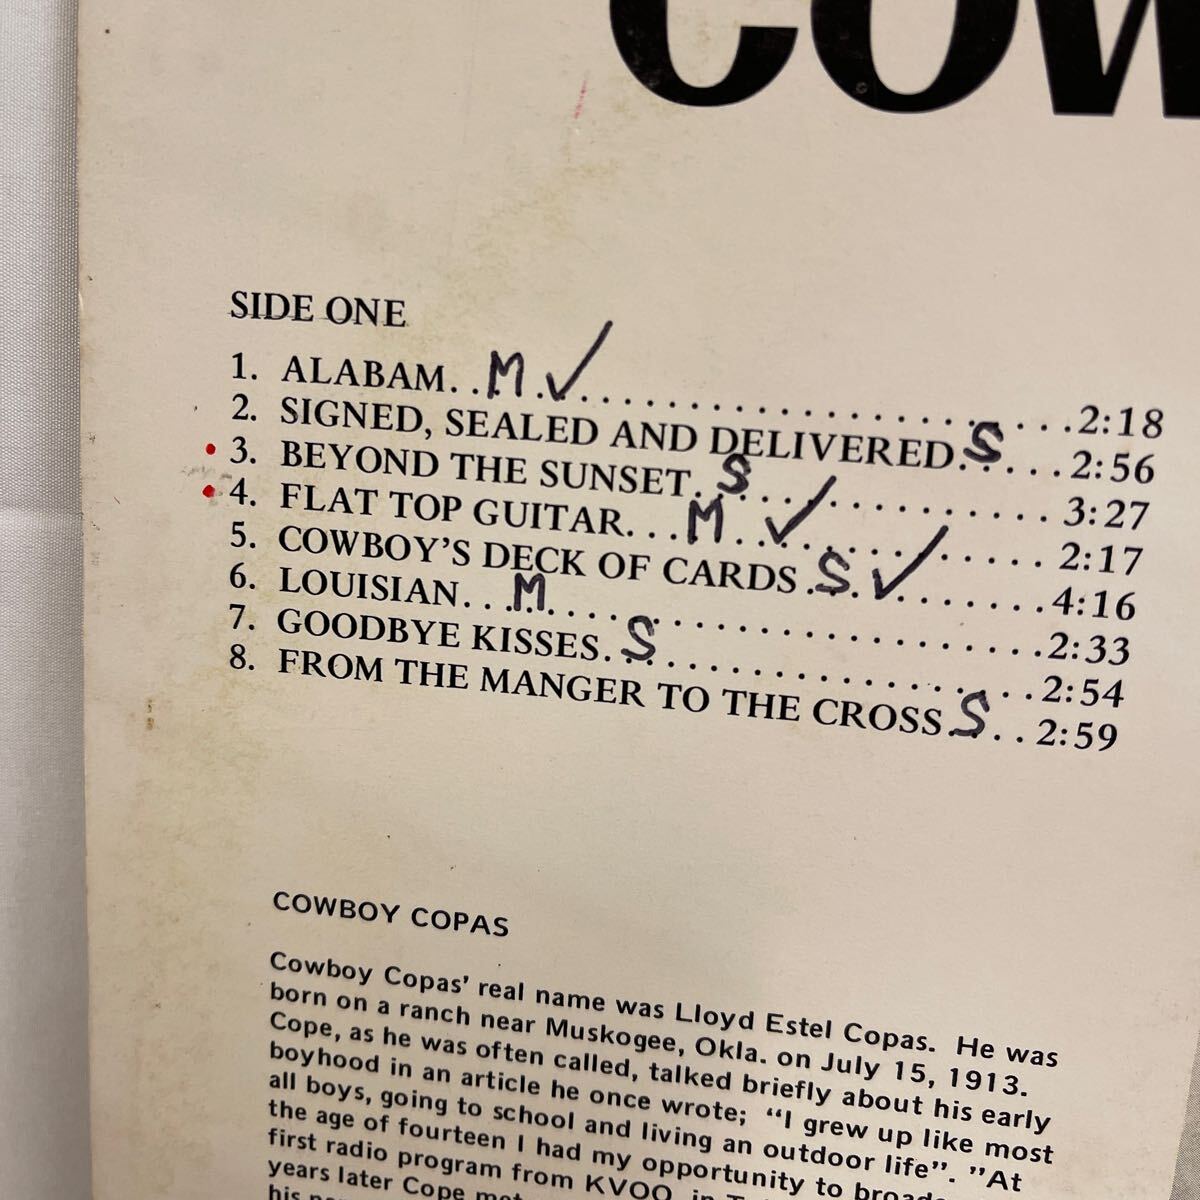 COW
SIDE ONE
1. ALABAM. . M . ✓ . . . . . . . . . . . . . . . . . . . 2:18
2. SIGNED, SEALED AND DELIVERED. S . . . . 2:56
• 3. BEYOND THE SUNSET. S . . . . . . . . . . . . . 3:27
• 4. FLAT TOP GUITAR. . . M . ✓ . . . . . . . . . . 2:17
5. COWBOY'S DECK OF CARDS . S . ✓ . . . . . . 4:16
6. LOUISIAN. . . M . . . . . . . . . . . . . . . . . . . . 2:33
7. GOODBYE KISSES. S . . . . . . . . . . . . . . . . 2:54
8. FROM THE MANGER TO THE CROSS S . . 2:59
COWBOY COPAS
Cowboy Copas' real name was Lloyd Estel Copas. He was
born on a ranch near Muskogee, Okla. on July 15, 1913.
Cope, as he was often called, talked briefly about his early
boyhood in an article he once wrote; "I grew up like most
all boys, going to school and living an outdoor life". "At
the age of fourteen I had my opportunity to
first radio program from KVOO, in
years later Cope
his